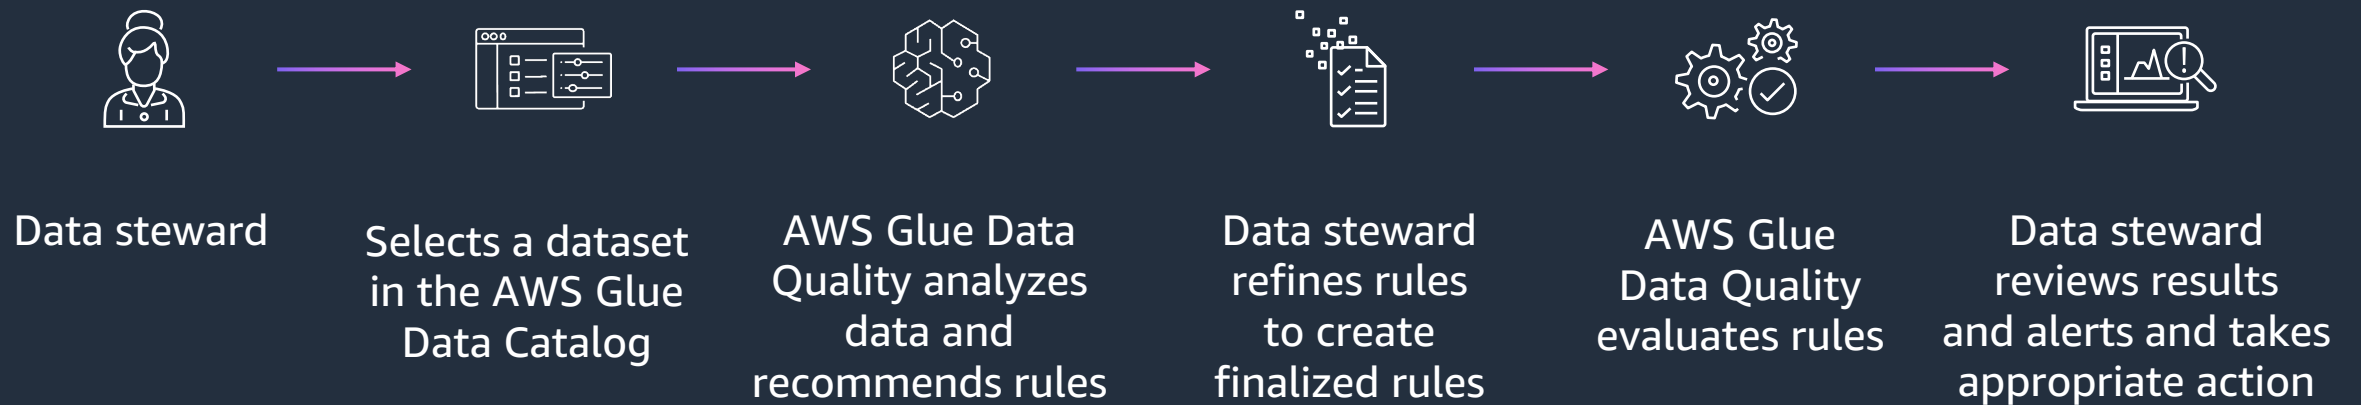 Data steward
Selects a dataset
in the AWS Glue
Data Catalog
AWS Glue Data
Quality analyzes
data and
recommends rules
Data steward
refines rules
to create
finalized rules
AWS Glue
Data Quality
evaluates rules
Data steward
reviews results
and alerts and takes
appropriate action